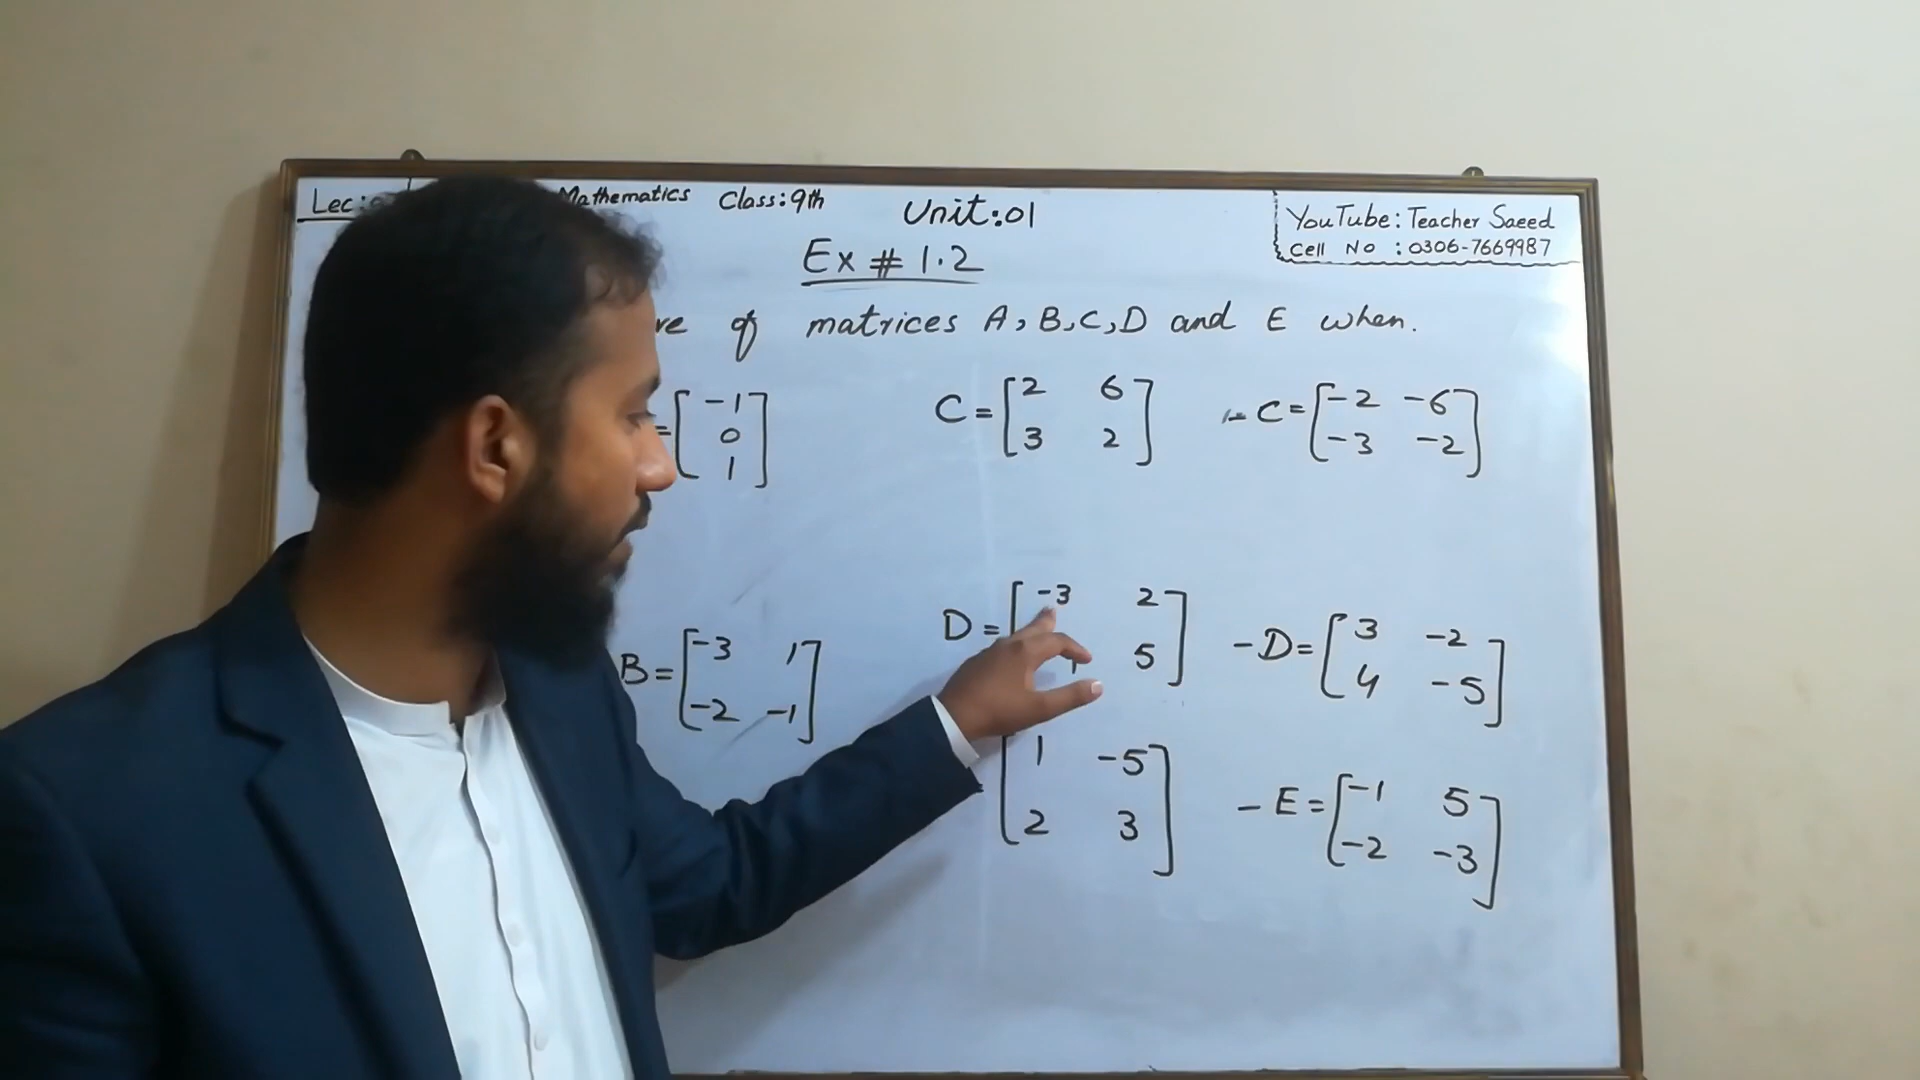 Lec: Mathematics Class: 9th Unit: 01
YouTube: Teacher Saeed
Cell No : 0306-7669987
Ex # 1.2
of matrices A, B, C, D and E when.
= [ -1
0
1 ]
C = [ 2 6
3 2 ]
- C = [ -2 -6
-3 -2 ]
B = [ -3 1
-2 -1 ]
D = [ -3 2
5 ]
- D = [ 3 -2
4 -5 ]
[ 1 -5
2 3 ]
- E = [ -1 5
-2 -3 ]